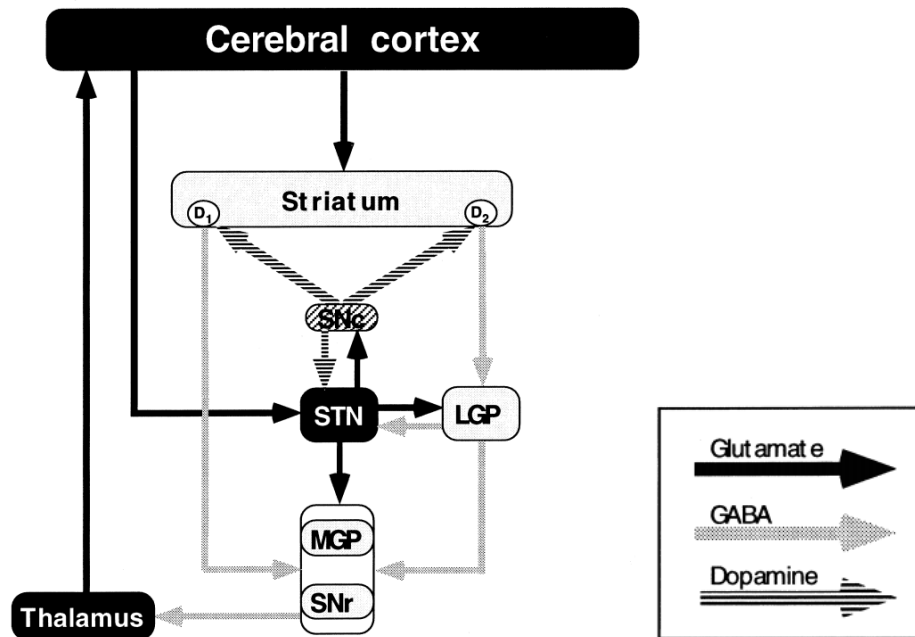 Cerebral cortex
Striatum
D1
D2
SNc
STN
LGP
MGP
SNr
Thalamus
Glutamate
GABA
Dopamine